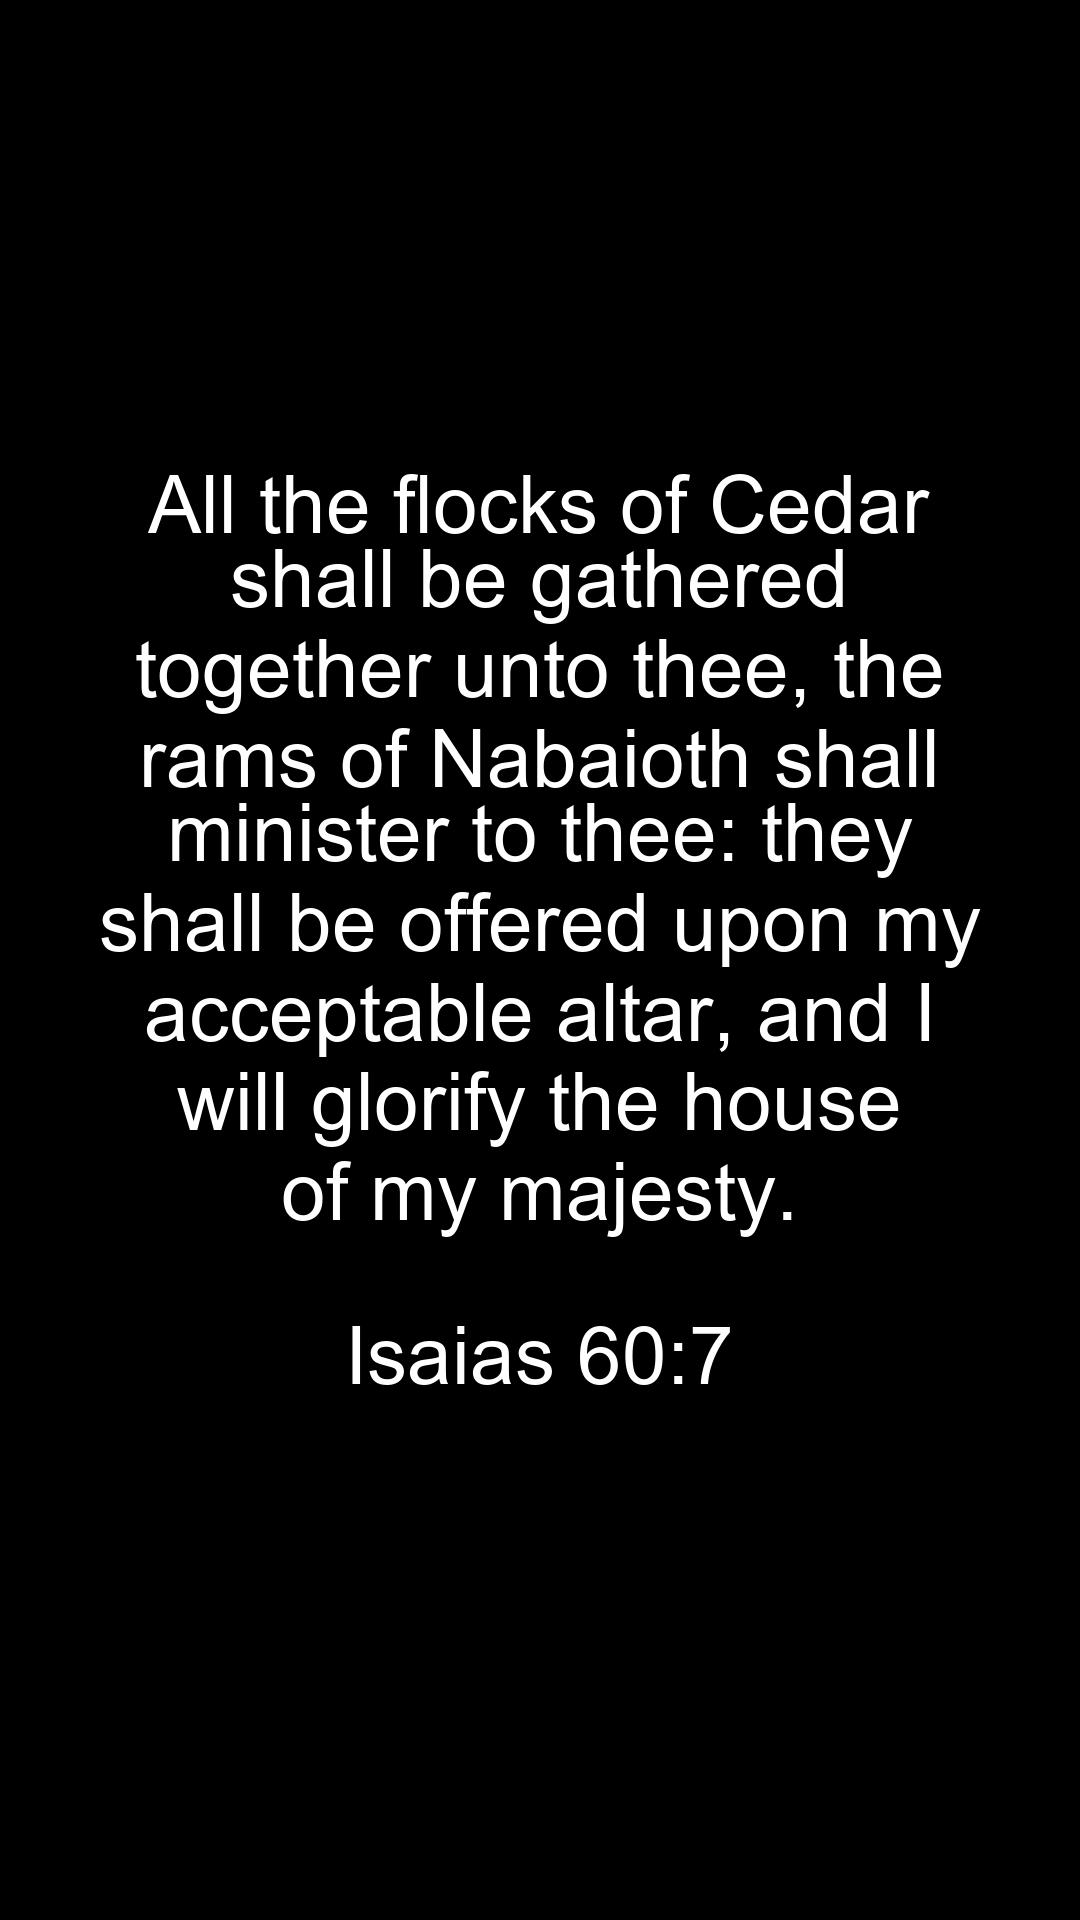 All the flocks of Cedar
shall be gathered
together unto thee, the
rams of Nabaioth shall
minister to thee: they
shall be offered upon my
acceptable altar, and I
will glorify the house
of my majesty.
Isaias 60:7